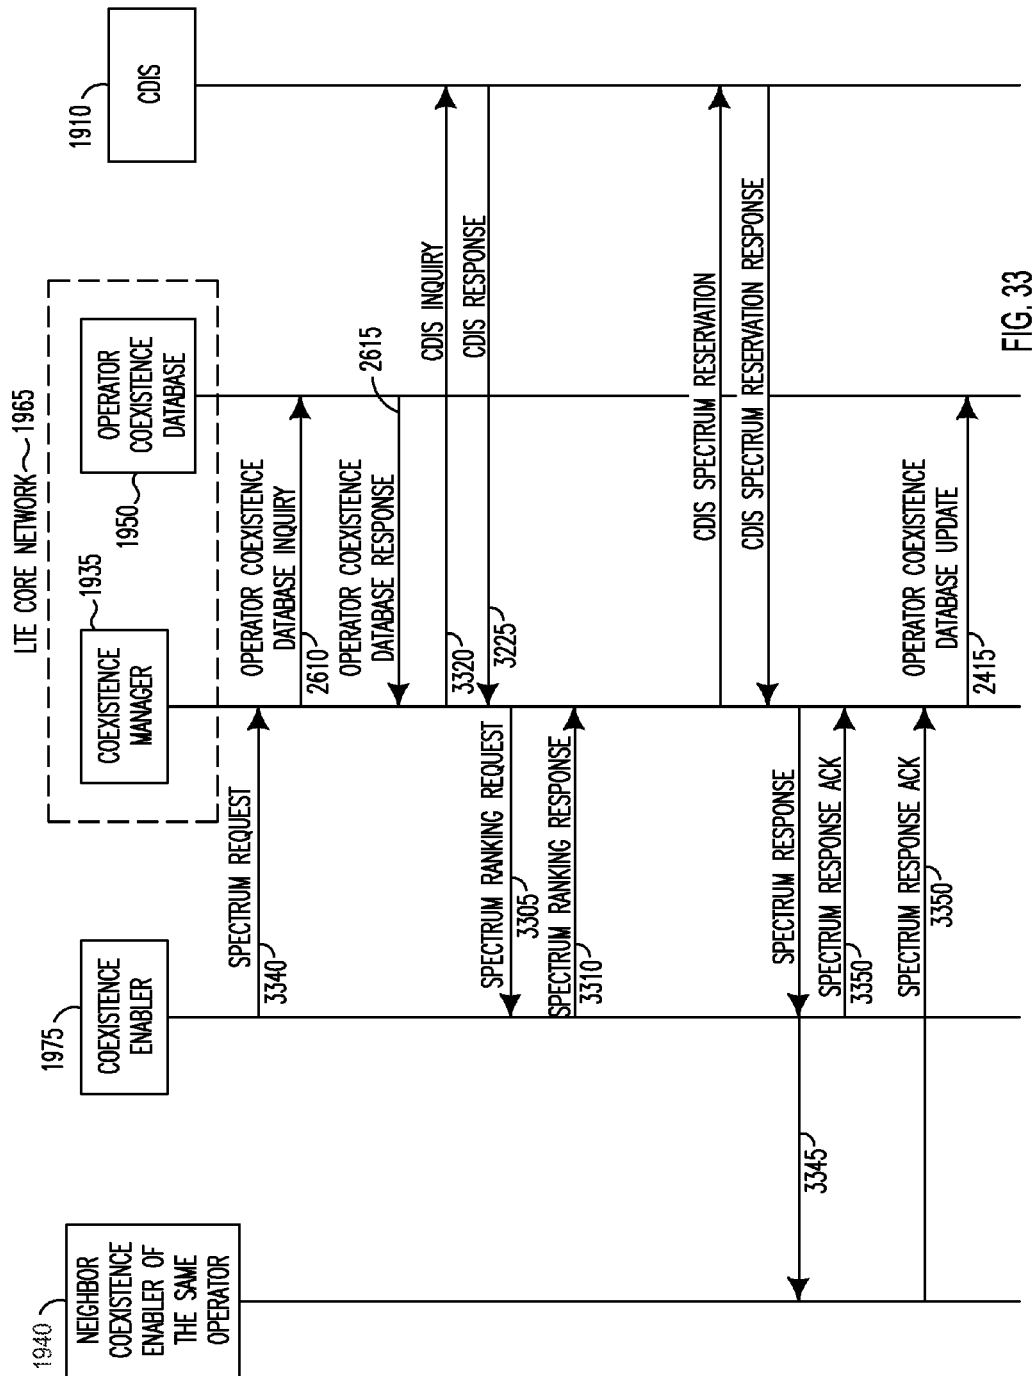 1940
NEIGHBOR
COEXISTENCE
ENABLER OF
THE SAME
OPERATOR
1975
COEXISTENCE
ENABLER
LTE CORE NETWORK
1965
1935
COEXISTENCE
MANAGER
1950
OPERATOR
COEXISTENCE
DATABASE
1910
CDIS
SPECTRUM REQUEST
3340
OPERATOR COEXISTENCE
DATABASE INQUIRY
2610
OPERATOR COEXISTENCE
DATABASE RESPONSE
2615
CDIS INQUIRY
3320
CDIS RESPONSE
3225
SPECTRUM RANKING REQUEST
3305
SPECTRUM RANKING RESPONSE
3310
CDIS SPECTRUM RESERVATION
CDIS SPECTRUM RESERVATION RESPONSE
SPECTRUM RESPONSE
3345
SPECTRUM RESPONSE ACK
3350
SPECTRUM RESPONSE ACK
3350
OPERATOR COEXISTENCE
DATABASE UPDATE
2415
FIG. 33